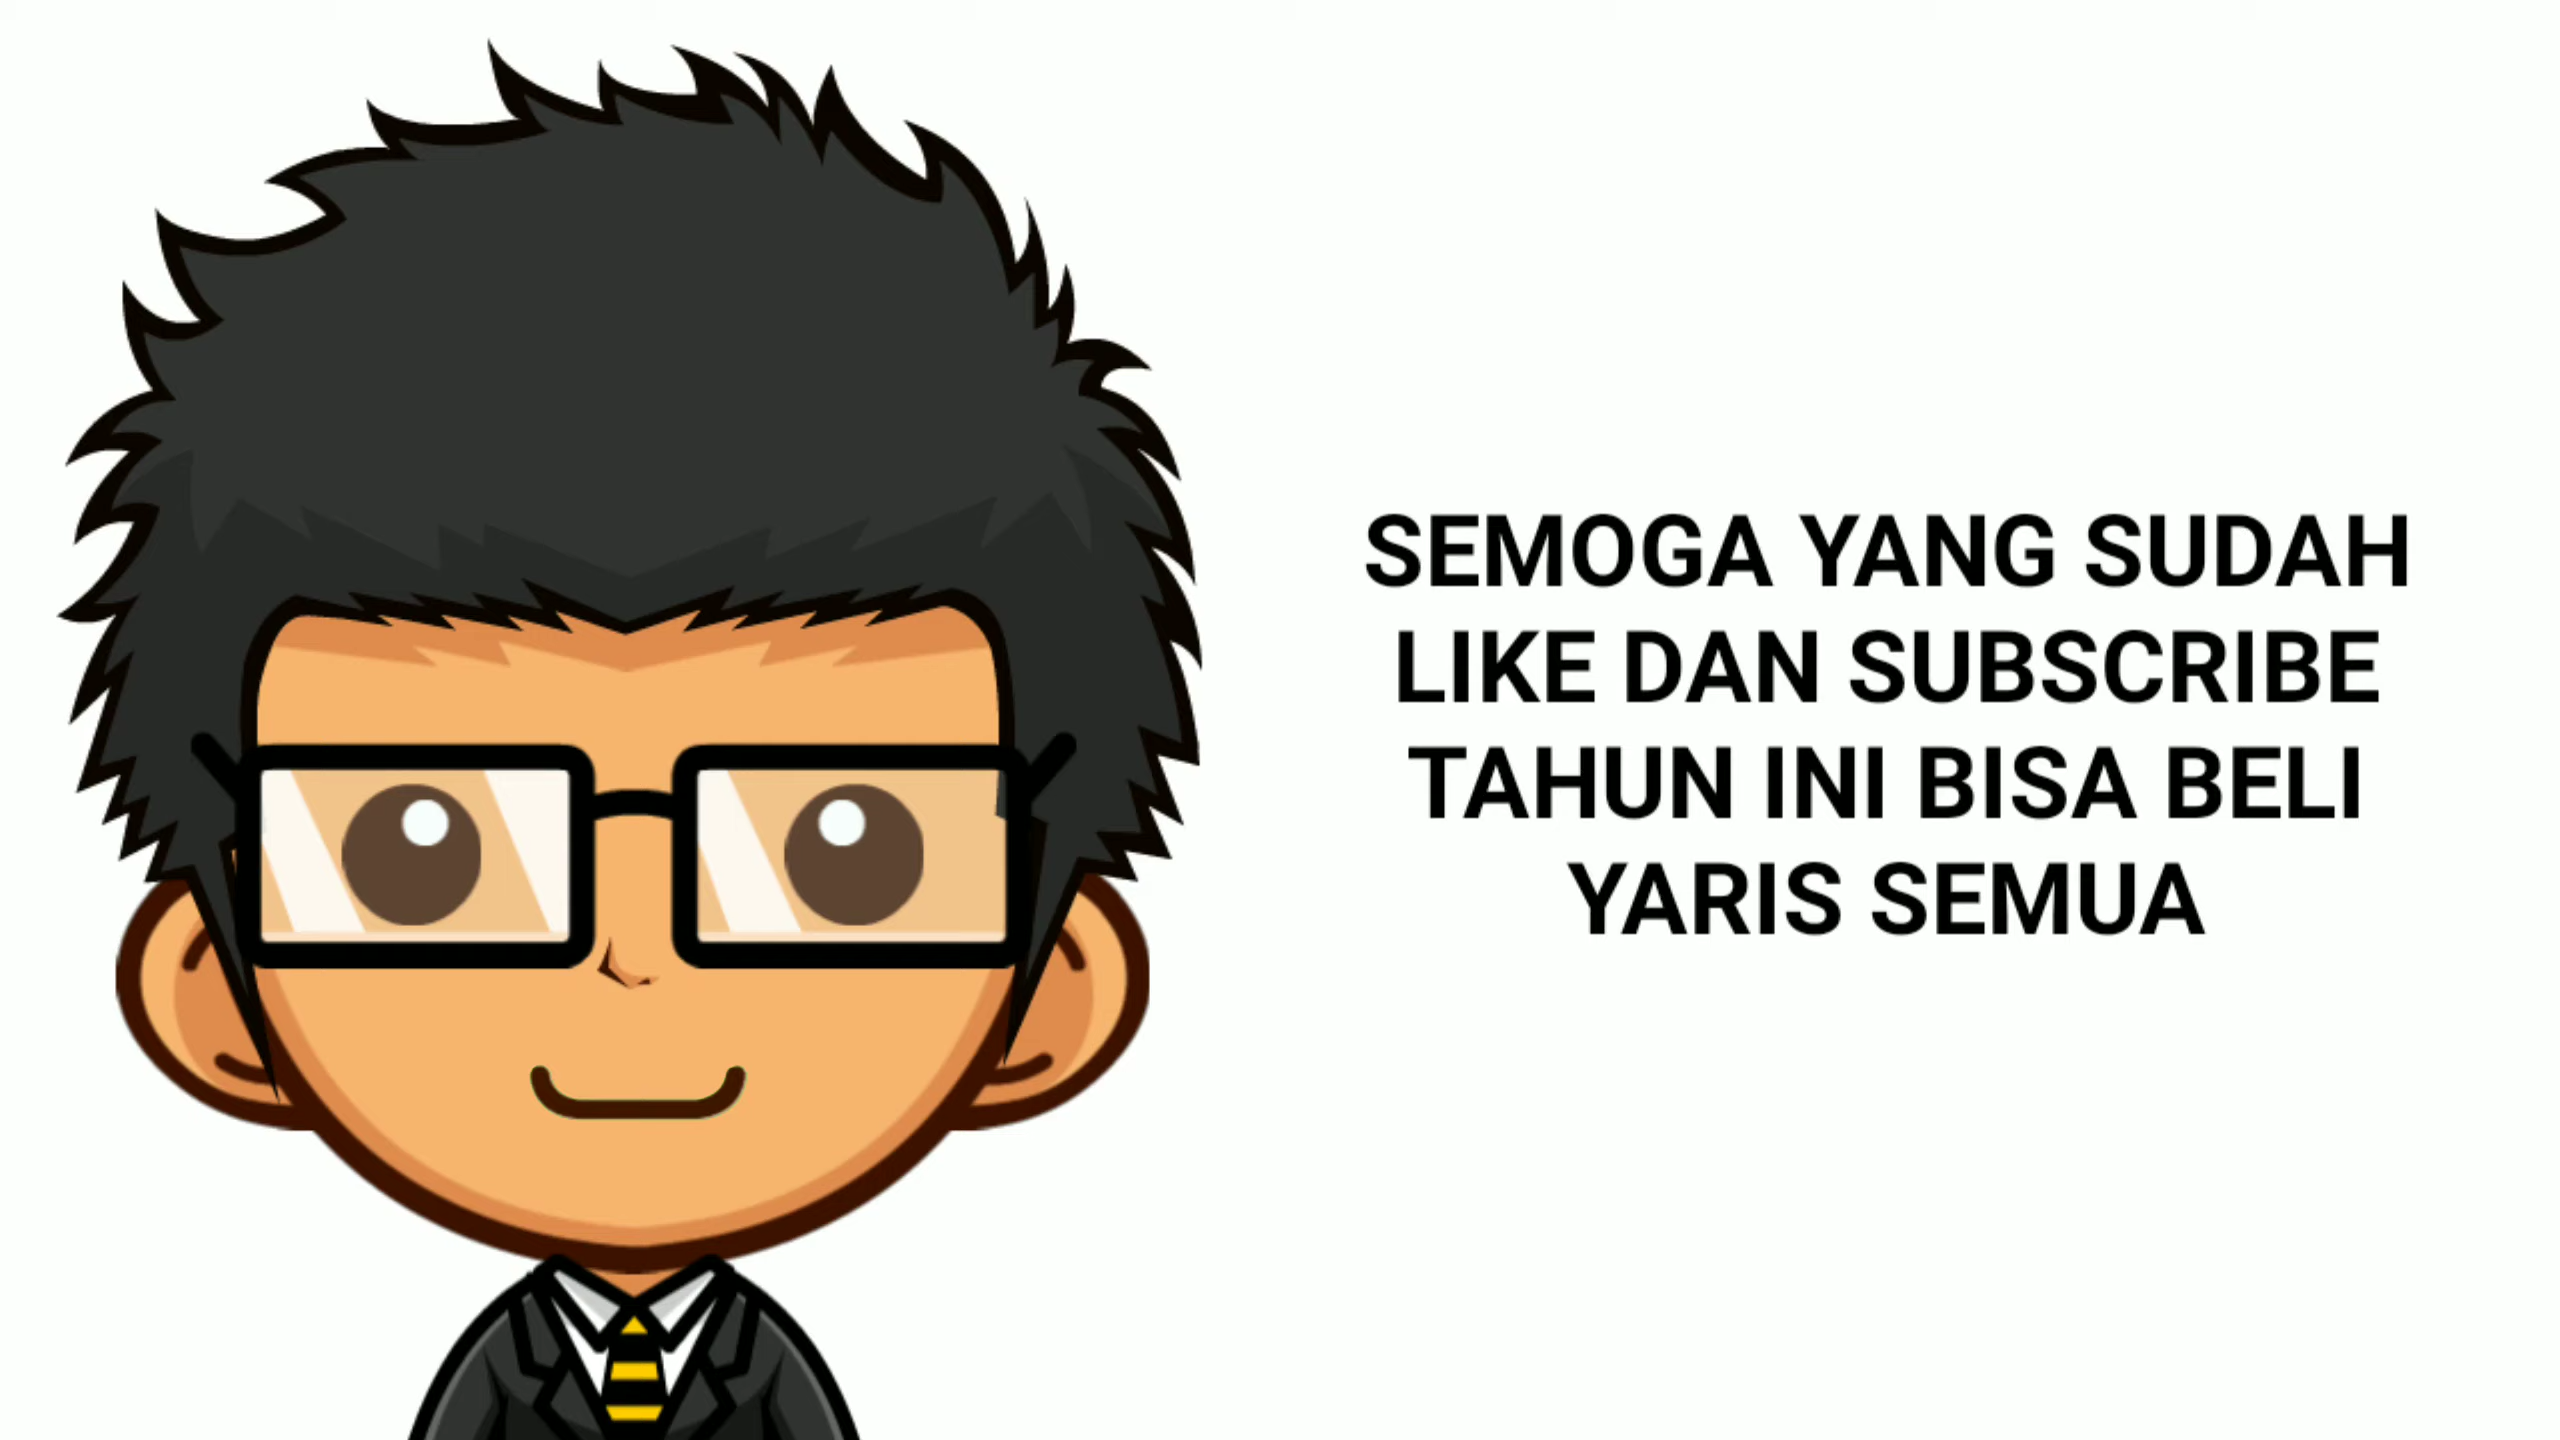 SEMOGA YANG SUDAH
LIKE DAN SUBSCRIBE
TAHUN INI BISA BELI
YARIS SEMUA